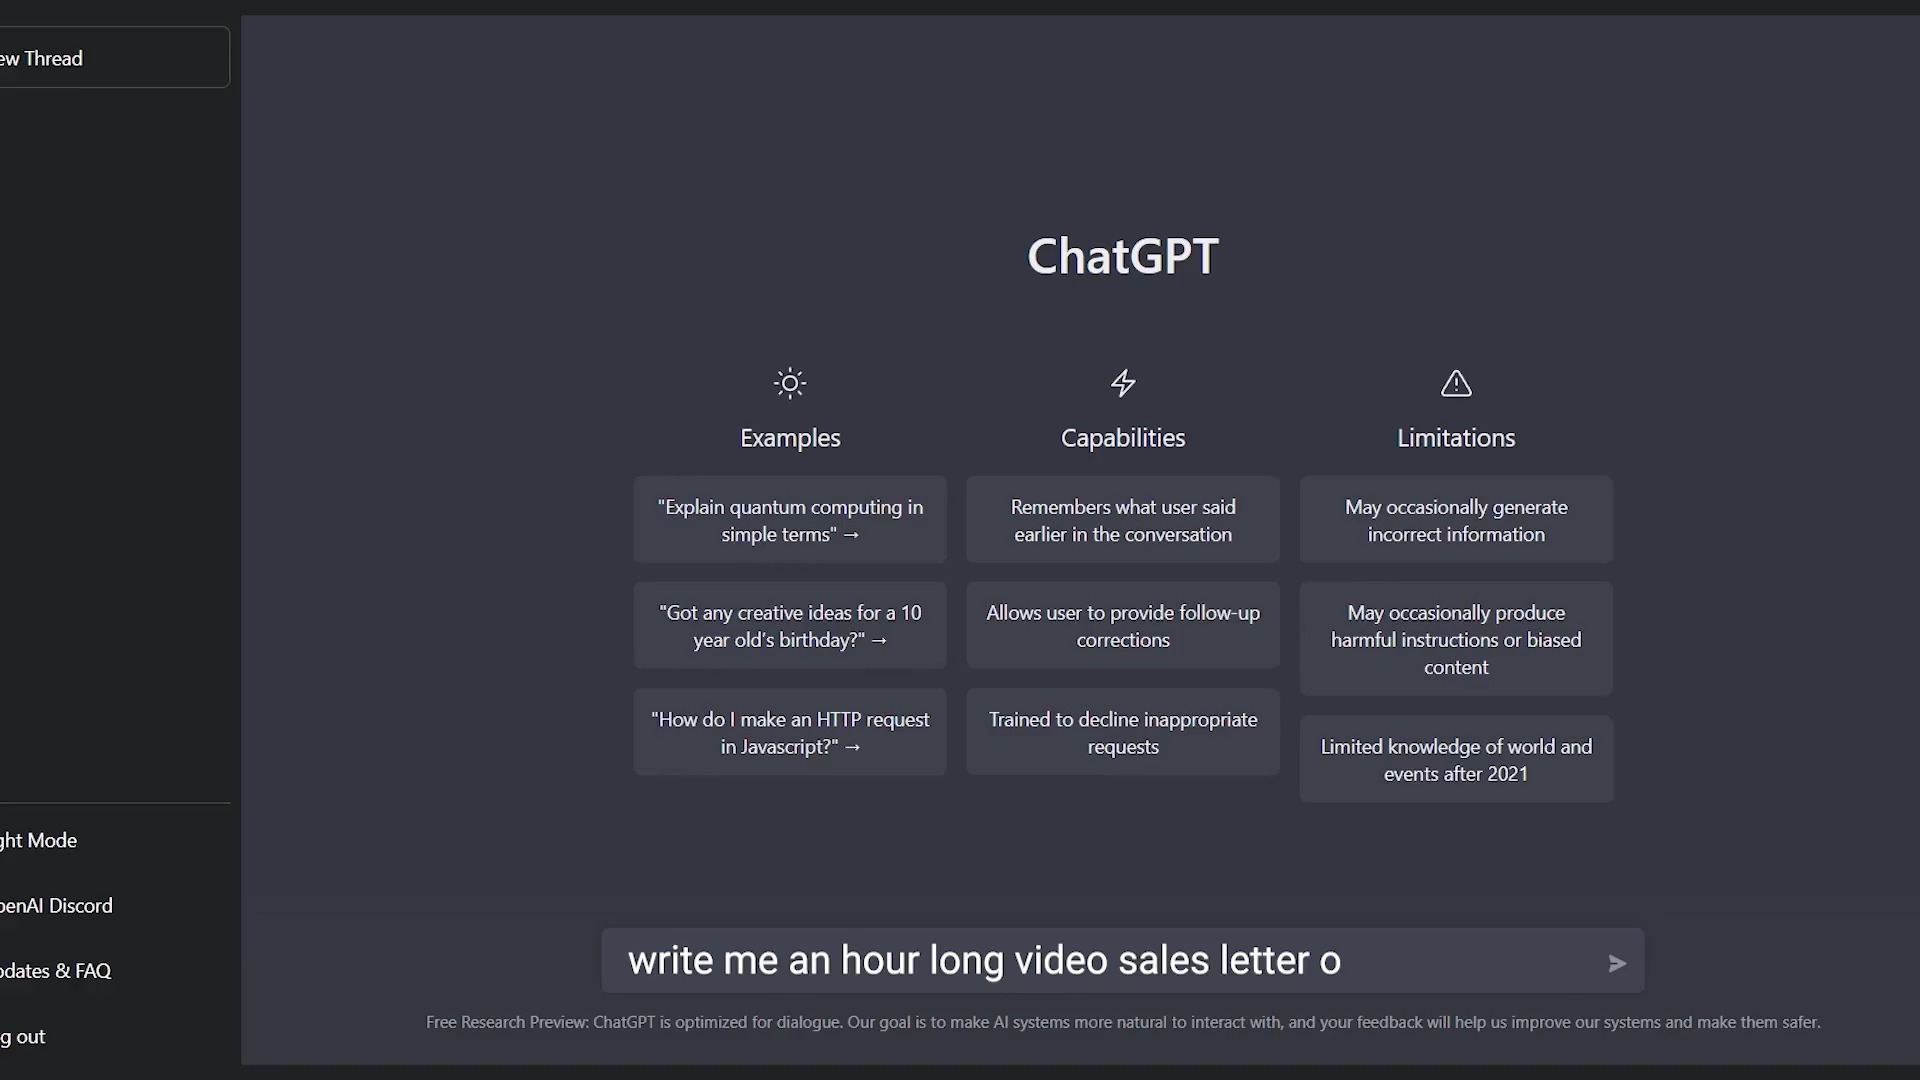 ew Thread
ChatGPT
Examples
"Explain quantum computing in
simple terms" →
"Got any creative ideas for a 10
year old's birthday?" →
"How do I make an HTTP request
in Javascript?" →
Capabilities
Remembers what user said
earlier in the conversation
Allows user to provide follow-up
corrections
Trained to decline inappropriate
requests
Limitations
May occasionally generate
incorrect information
May occasionally produce
harmful instructions or biased
content
Limited knowledge of world and
events after 2021
ght Mode
penAI Discord
pdates & FAQ
g out
write me an hour long video sales letter o
Free Research Preview: ChatGPT is optimized for dialogue. Our goal is to make AI systems more natural to interact with, and your feedback will help us improve our systems and make them safer.